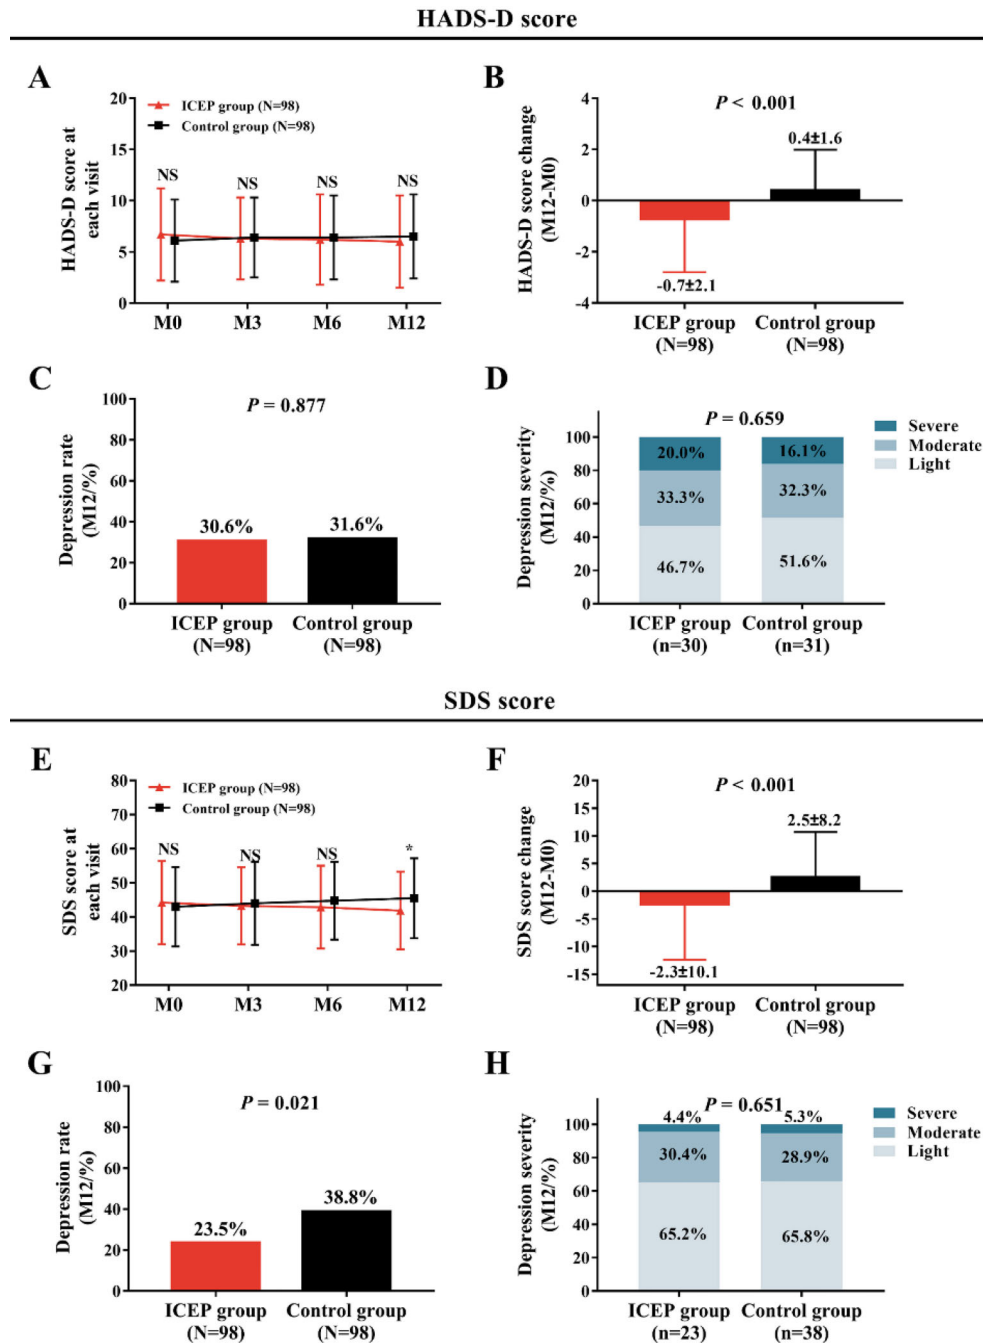 HADS-D score
A
HADS-D score at
each visit
20
15
10
5
0
ICEP group (N=98)
Control group (N=98)
NS
NS
NS
NS
M0
M3
M6
M12
B
HADS-D score change
(M12-M0)
4
2
0
-2
-4
P < 0.001
0.4±1.6
-0.7±2.1
ICEP group
(N=98)
Control group
(N=98)
C
Depression rate
(M12/%)
100
80
60
40
20
0
P = 0.877
30.6%
31.6%
ICEP group
(N=98)
Control group
(N=98)
D
Depression severity
(M12/%)
100
80
60
40
20
0
P = 0.659
20.0%
16.1%
33.3%
32.3%
46.7%
51.6%
Severe
Moderate
Light
ICEP group
(n=30)
Control group
(n=31)
SDS score
E
SDS score at
each visit
80
70
60
50
40
30
20
ICEP group (N=98)
Control group (N=98)
NS
NS
NS
*
M0
M3
M6
M12
F
SDS score change
(M12-M0)
20
15
10
5
0
-5
-10
-15
P < 0.001
2.5±8.2
-2.3±10.1
ICEP group
(N=98)
Control group
(N=98)
G
Depression rate
(M12/%)
100
80
60
40
20
0
P = 0.021
23.5%
38.8%
ICEP group
(N=98)
Control group
(N=98)
H
Depression severity
(M12/%)
100
80
60
40
20
0
P = 0.651
4.4%
5.3%
30.4%
28.9%
65.2%
65.8%
Severe
Moderate
Light
ICEP group
(n=23)
Control group
(n=38)